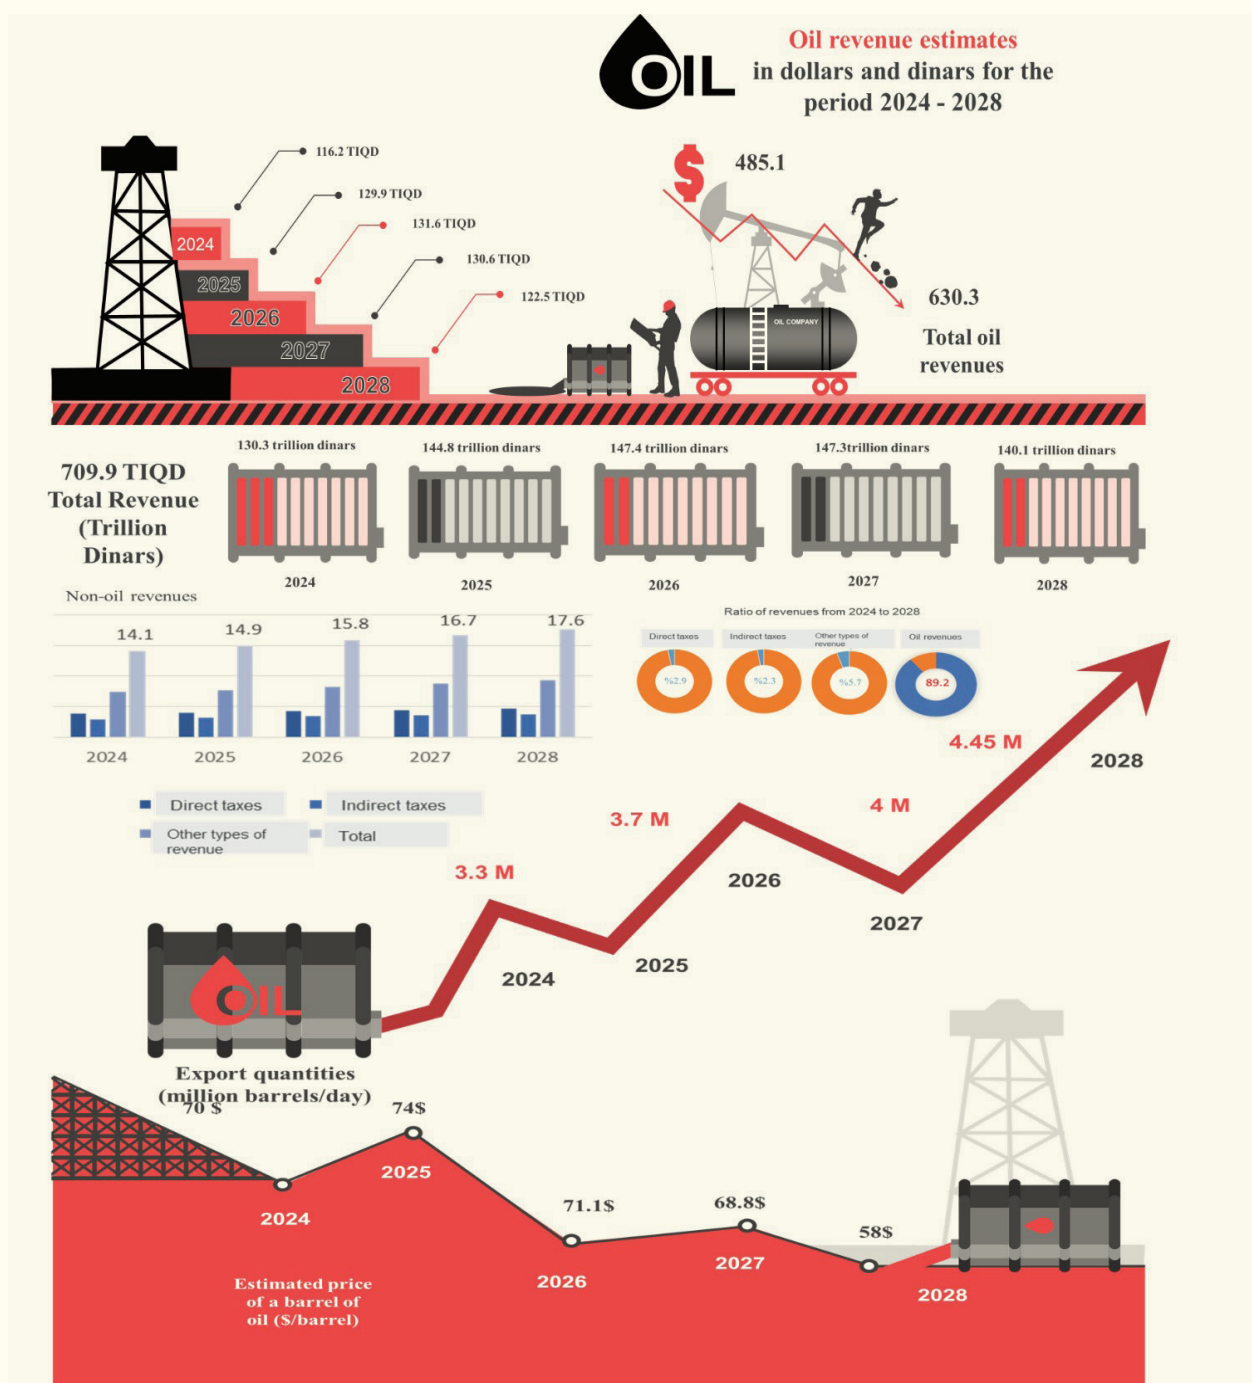 OIL
Oil revenue estimates
in dollars and dinars for the
period 2024 - 2028
116.2 TIQD
129.9 TIQD
131.6 TIQD
130.6 TIQD
122.5 TIQD
2024
2025
2026
2027
2028
$
485.1
OIL COMPANY
630.3
Total oil
revenues
709.9 TIQD
Total Revenue
(Trillion
Dinars)
130.3 trillion dinars
144.8 trillion dinars
147.4 trillion dinars
147.3trillion dinars
140.1 trillion dinars
2024
2025
2026
2027
2028
Non-oil revenues
14.1
14.9
15.8
16.7
17.6
2024
2025
2026
2027
2028
Direct taxes
Indirect taxes
Other types of
revenue
Total
Ratio of revenues from 2024 to 2028
Direct taxes
Indirect taxes
Other types of
revenue
Oil revenues
%2.9
%2.3
%5.7
89.2
3.3 M
3.7 M
4 M
4.45 M
2024
2025
2026
2027
2028
OIL
Export quantities
(million barrels/day)
70 $
74$
71.1$
68.8$
58$
2024
2025
2026
2027
2028
Estimated price
of a barrel of
oil ($/barrel)